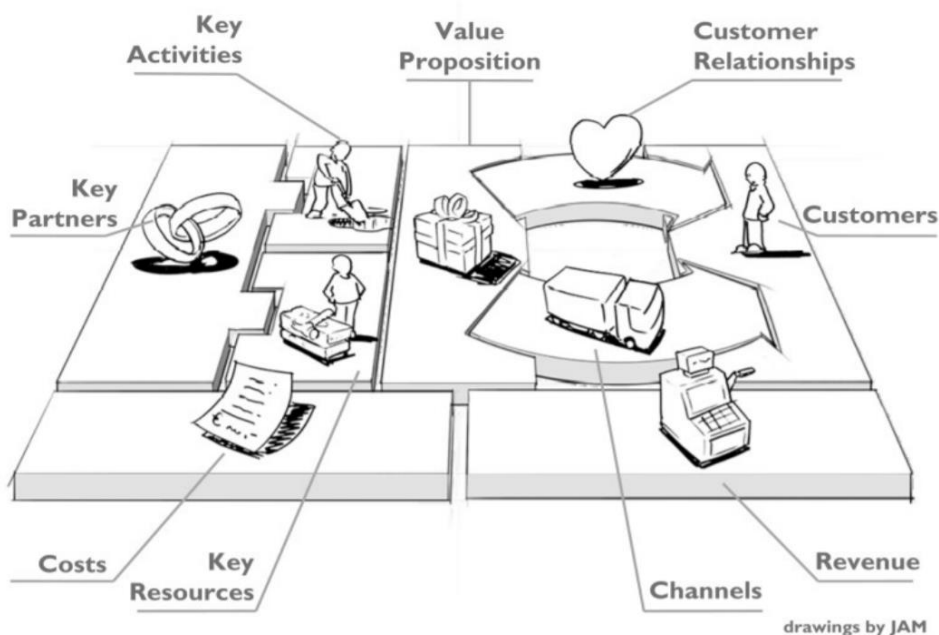 Key
Activities
Value
Proposition
Customer
Relationships
Key
Partners
Customers
Costs
Key
Resources
Channels
Revenue
drawings by JAM